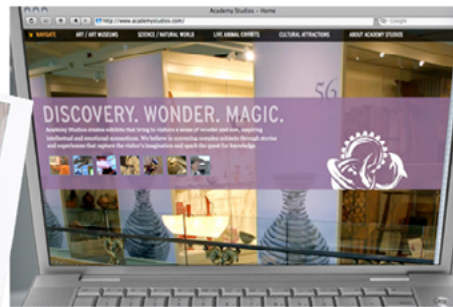 Academy Studios - Home
http://www.academystudios.com/
Google
NAVIGATE ART / ART MUSEUMS SCIENCE / NATURAL WORLD LIVE ANIMAL EXHIBITS CULTURAL ATTRACTIONS ABOUT ACADEMY STUDIOS
56
DISCOVERY. WONDER. MAGIC.
Academy Studios creates exhibits that bring to visitors a sense of wonder and awe, inspiring
intellectual and emotional connections. We believe in conveying complex subjects through stories
and experiences that capture the visitor's imagination and spark the quest for knowledge.